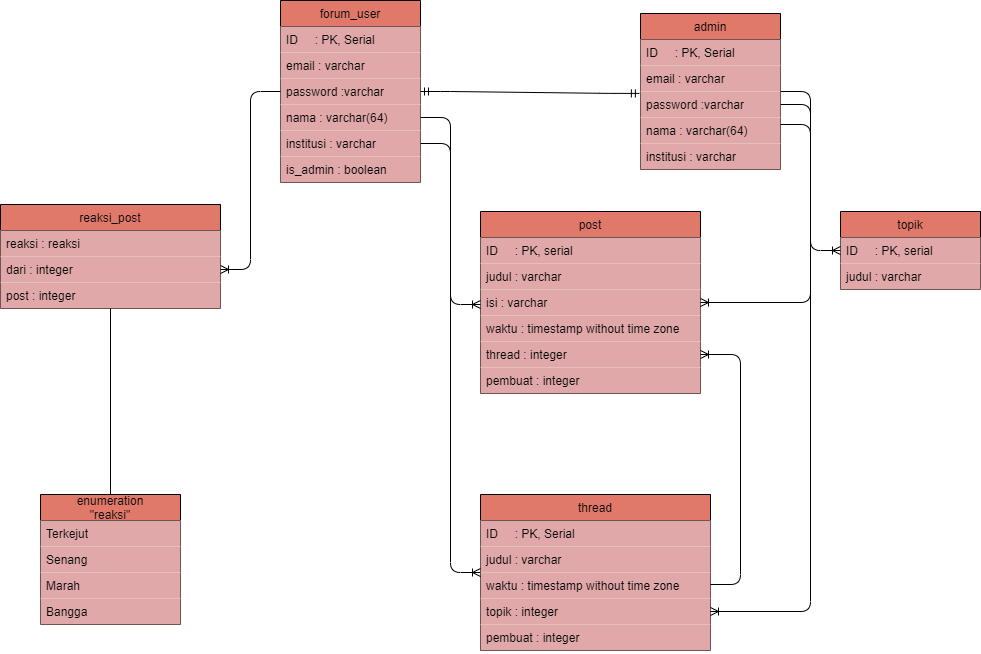 forum_user
ID : PK, Serial
email : varchar
password :varchar
nama : varchar(64)
institusi : varchar
is_admin : boolean
admin
ID : PK, Serial
email : varchar
password :varchar
nama : varchar(64)
institusi : varchar
reaksi_post
reaksi : reaksi
dari : integer
post : integer
post
ID : PK, serial
judul : varchar
isi : varchar
waktu : timestamp without time zone
thread : integer
pembuat : integer
topik
ID : PK, serial
judul : varchar
enumeration
"reaksi"
Terkejut
Senang
Marah
Bangga
thread
ID : PK, Serial
judul : varchar
waktu : timestamp without time zone
topik : integer
pembuat : integer